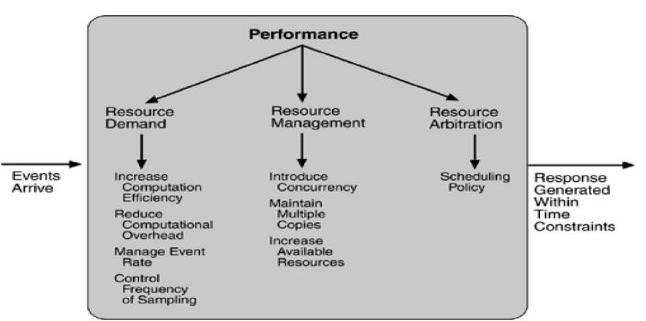 Performance
Resource
Demand
Resource
Management
Resource
Arbitration
Events
Arrive
Increase
Computation
Efficiency
Reduce
Computational
Overhead
Manage Event
Rate
Control
Frequency
of Sampling
Introduce
Concurrency
Maintain
Multiple
Copies
Increase
Available
Resources
Scheduling
Policy
Response
Generated
Within
Time
Constraints